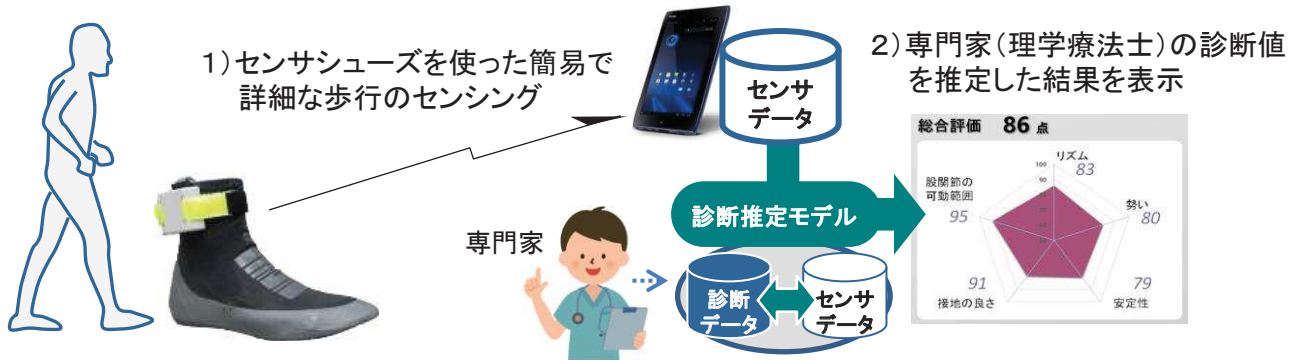 1)センサシューズを使った簡易で
詳細な歩行のセンシング
センサ
データ
2)専門家(理学療法士)の診断値
を推定した結果を表示
総合評価 86 点
リズム
83
100
90
股関節の
可動範囲
95
勢い
80
診断推定モデル
専門家
91
接地の良さ
79
安定性
診断
データ
センサ
データ